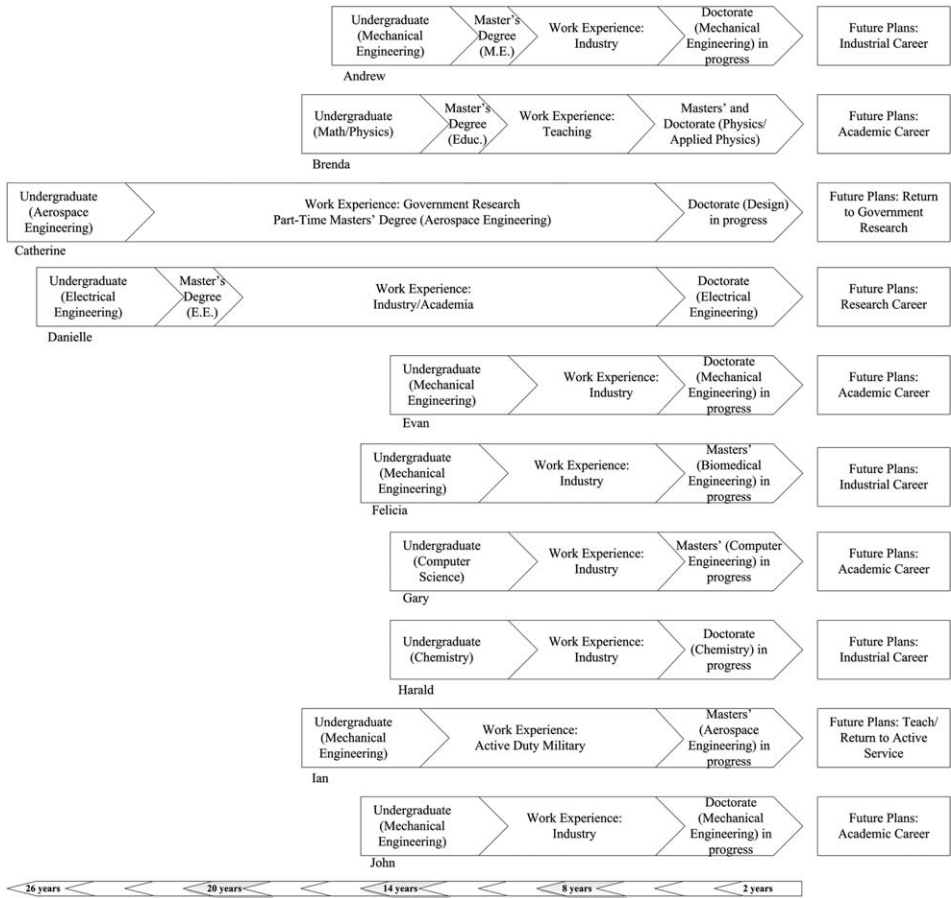 Undergraduate
(Mechanical
Engineering)
Master's
Degree
(M.E.)
Work Experience:
Industry
Doctorate
(Mechanical
Engineering) in
progress
Future Plans:
Industrial Career
Andrew
Undergraduate
(Math/Physics)
Master's
Degree
(Educ.)
Work Experience:
Teaching
Masters' and
Doctorate (Physics/
Applied Physics)
Future Plans:
Academic Career
Brenda
Undergraduate
(Aerospace
Engineering)
Work Experience: Government Research
Part-Time Masters' Degree (Aerospace Engineering)
Doctorate (Design)
in progress
Future Plans: Return
to Government
Research
Catherine
Undergraduate
(Electrical
Engineering)
Master's
Degree
(E.E.)
Work Experience:
Industry/Academia
Doctorate
(Electrical
Engineering)
Future Plans:
Research Career
Danielle
Undergraduate
(Mechanical
Engineering)
Work Experience:
Industry
Doctorate
(Mechanical
Engineering) in
progress
Future Plans:
Academic Career
Evan
Undergraduate
(Mechanical
Engineering)
Work Experience:
Industry
Masters'
(Biomedical
Engineering) in
progress
Future Plans:
Industrial Career
Felicia
Undergraduate
(Computer
Science)
Work Experience:
Industry
Masters' (Computer
Engineering) in
progress
Future Plans:
Academic Career
Gary
Undergraduate
(Chemistry)
Work Experience:
Industry
Doctorate
(Chemistry) in
progress
Future Plans:
Industrial Career
Harald
Undergraduate
(Mechanical
Engineering)
Work Experience:
Active Duty Military
Masters'
(Aerospace
Engineering) in
progress
Future Plans: Teach/
Return to Active
Service
Ian
Undergraduate
(Mechanical
Engineering)
Work Experience:
Industry
Doctorate
(Mechanical
Engineering) in
progress
Future Plans:
Academic Career
John
26 years
20 years
14 years
8 years
2 years